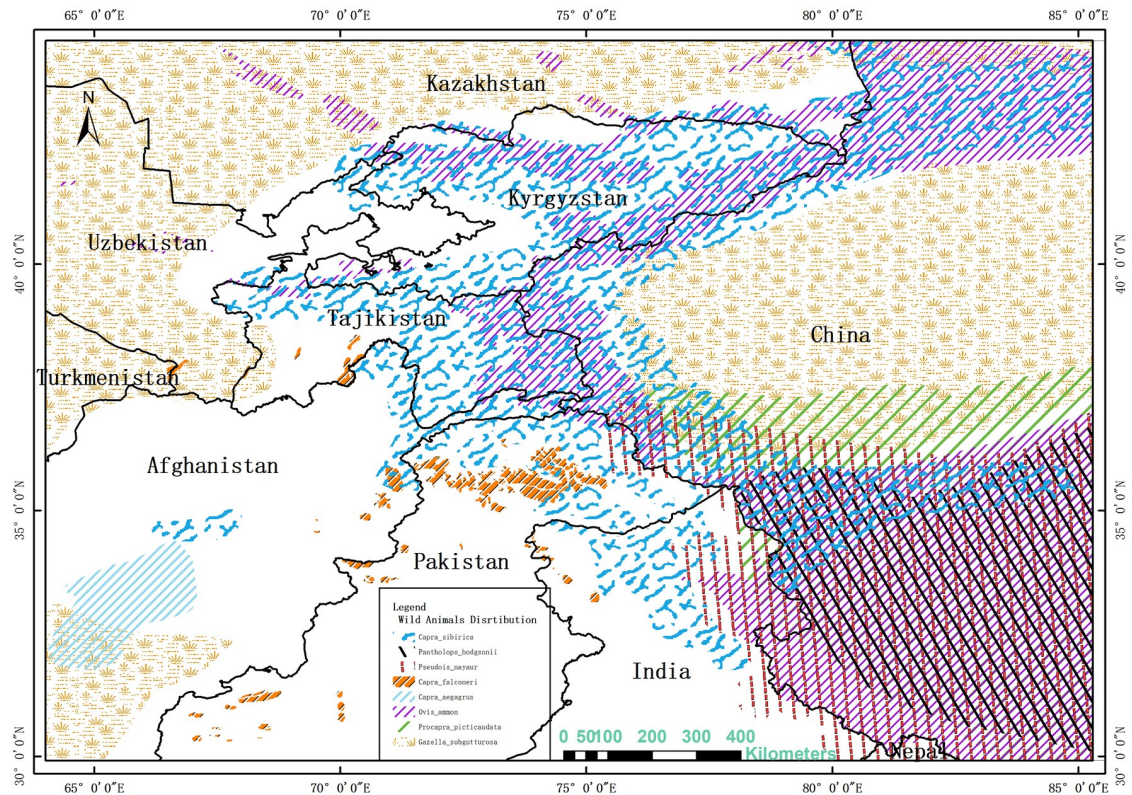 65° 0′0″E 70° 0′0″E 75° 0′0″E 80° 0′0″E 85° 0′0″E
N
Kazakhstan
Kyrgyzstan
Uzbekistan
40° 0′0″N 40° 0′0″N
Tajikistan
China
Turkmenistan
Afghanistan
35° 0′0″N 35° 0′0″N
Pakistan
India
Legend
Wild Animals Disrtibution
Capra_sibirica
Pantholops_hodgsonii
Pseudois_nayaur
Capra_falconeri
Capra_aegagrus
Ovis_ammon
Procapra_picticaudata
Gazella_subgutturosa
0 50100 200 300 400
Kilometers
Nepal
30° 0′0″N 30° 0′0″N
65° 0′0″E 70° 0′0″E 75° 0′0″E 80° 0′0″E 85° 0′0″E